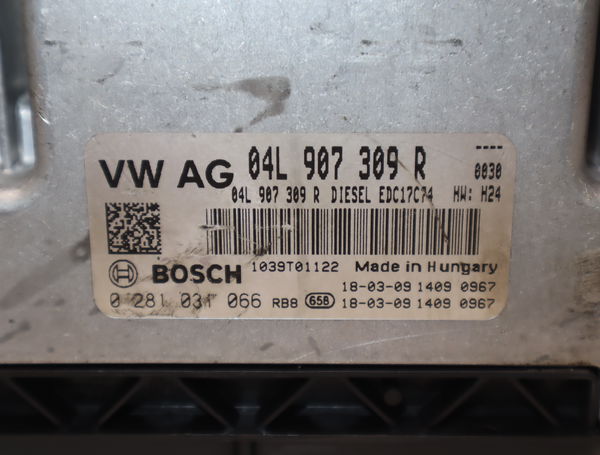 VW AG 04L 907 309 R ----
0030
04L 907 309 R DIESEL EDC17C74 HW: H24
1039T01122 Made in Hungary
BOSCH
18-03-09 1409 0967
0 281 031 066 RB8 658 18-03-09 1409 0967